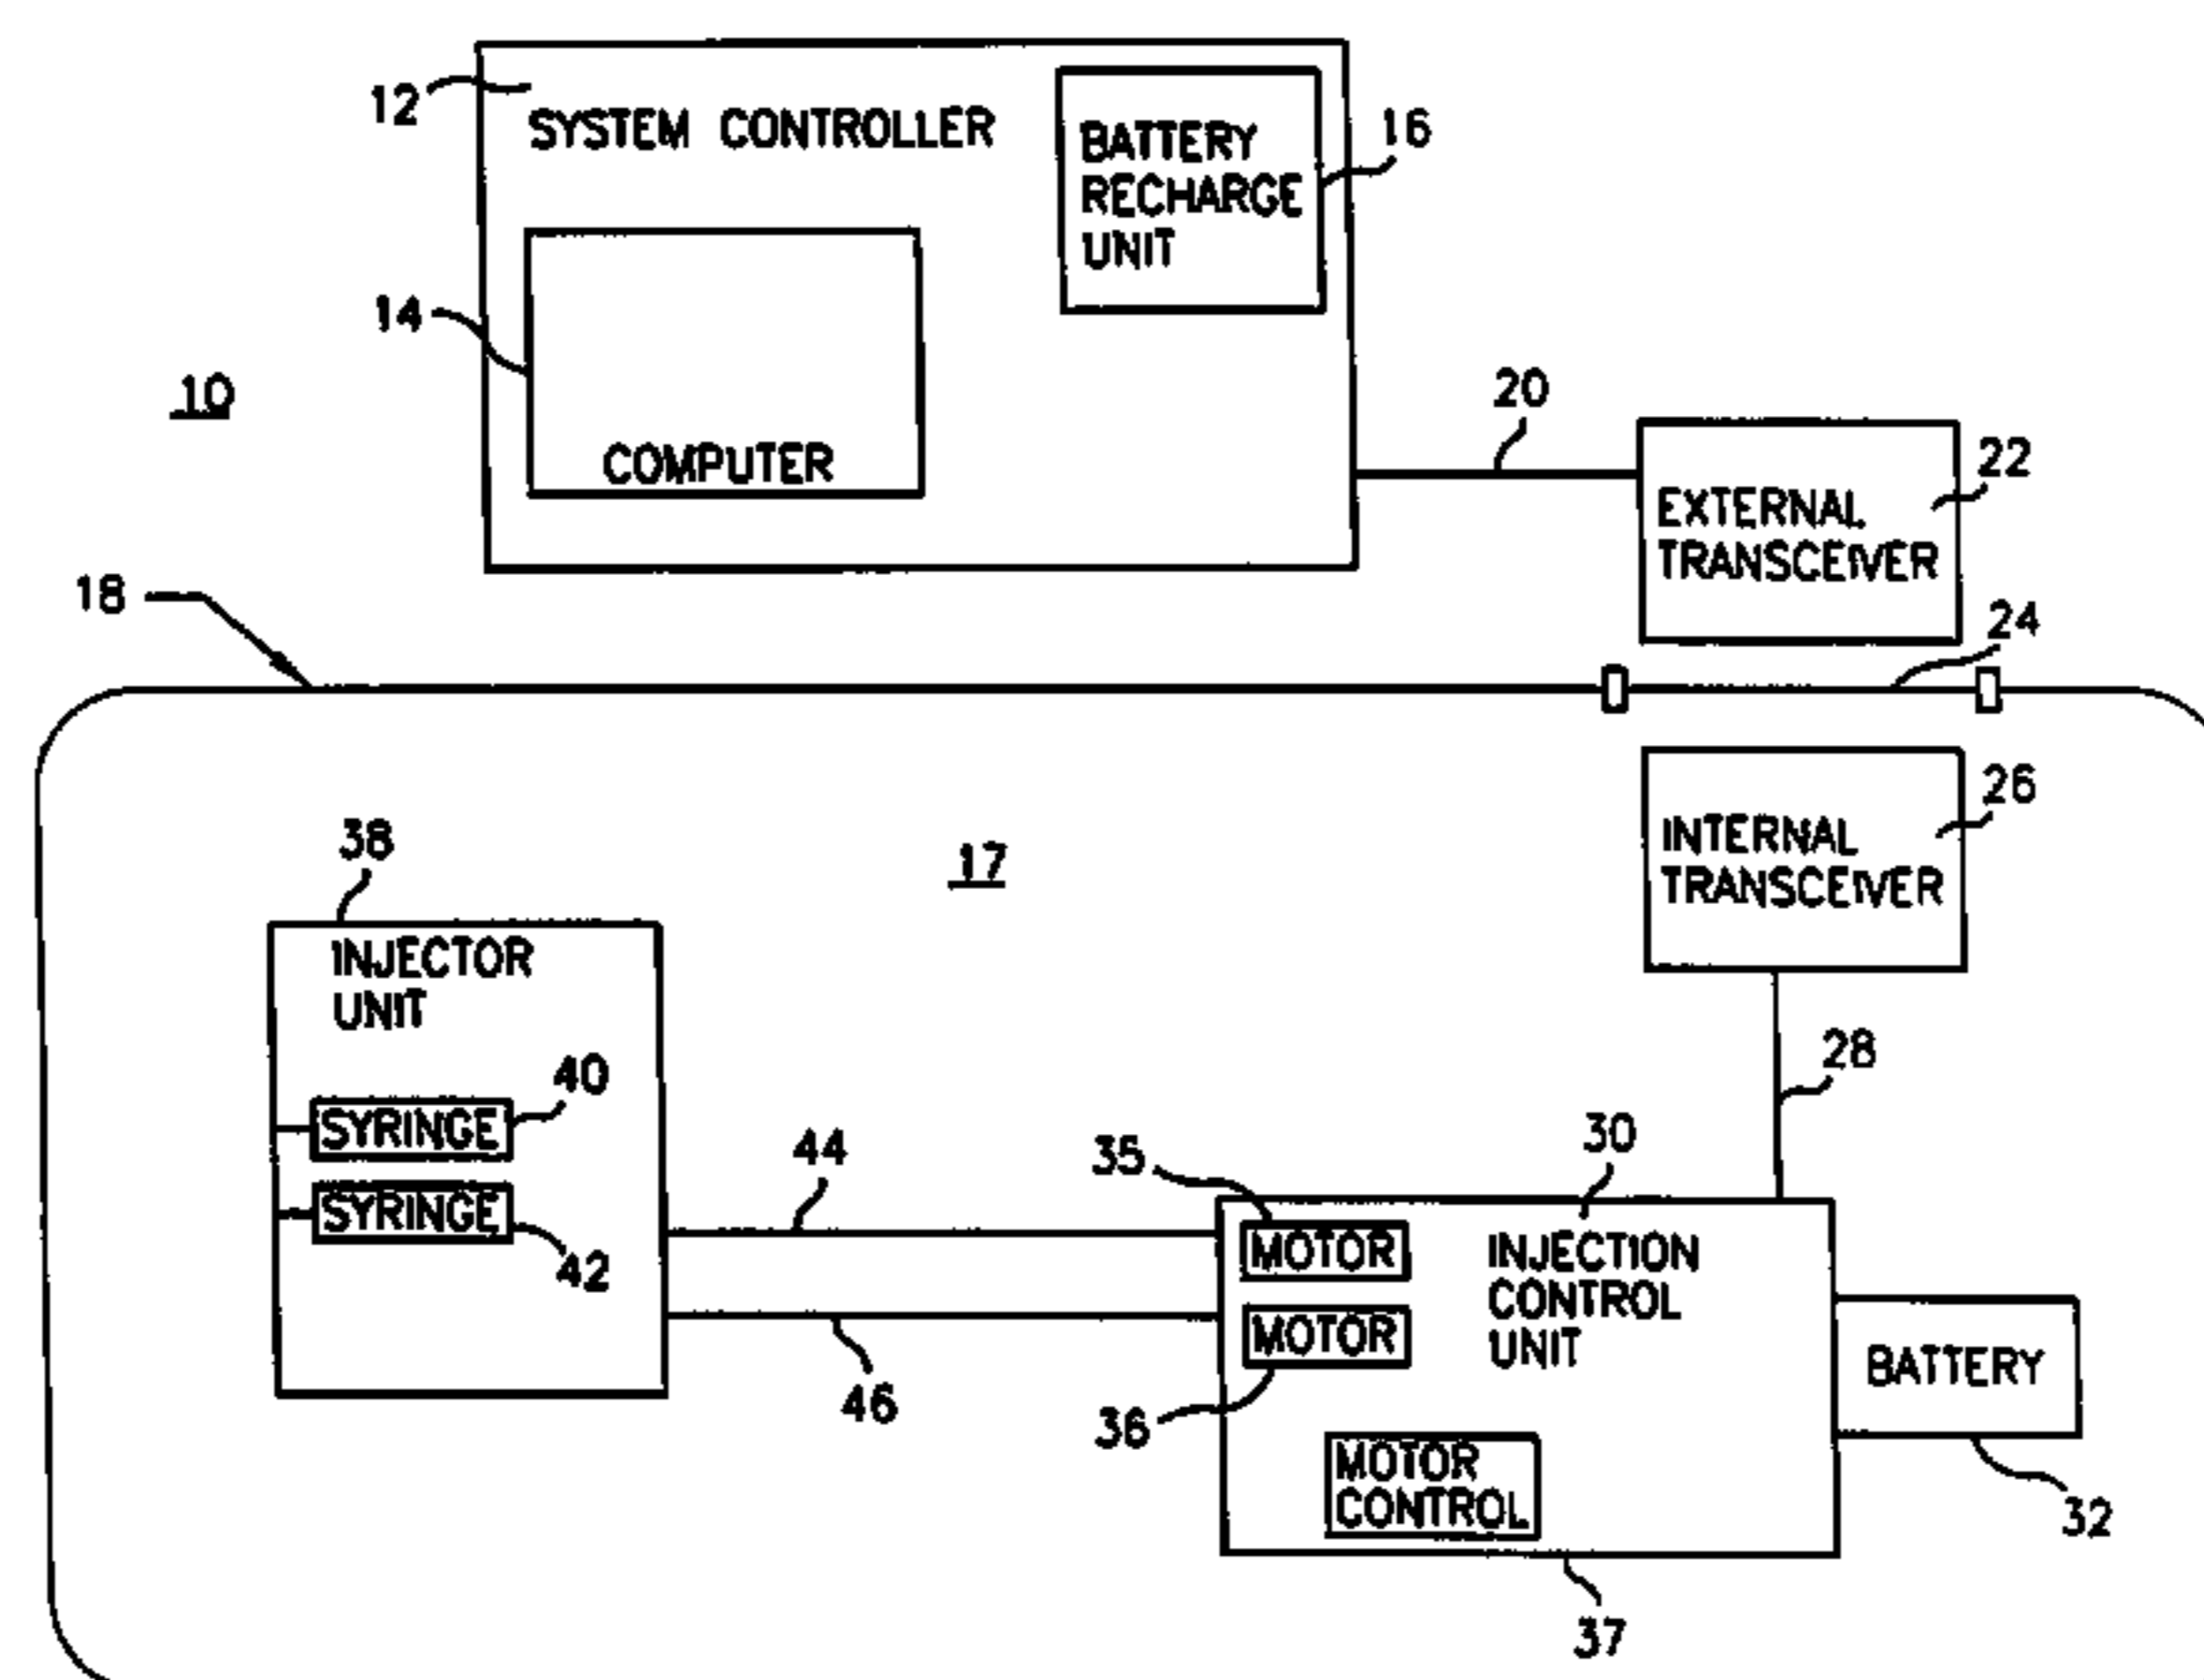 12
SYSTEM CONTROLLER
BATTERY
RECHARGE
UNIT
16
14
COMPUTER
10
20
22
EXTERNAL
TRANSCEIVER
18
24
26
INTERNAL
TRANSCEIVER
38
17
INJECTOR
UNIT
28
40
SYRINGE
SYRINGE
42
44
46
35
30
MOTOR
MOTOR
36
INJECTION
CONTROL
UNIT
BATTERY
32
MOTOR
CONTROL
37